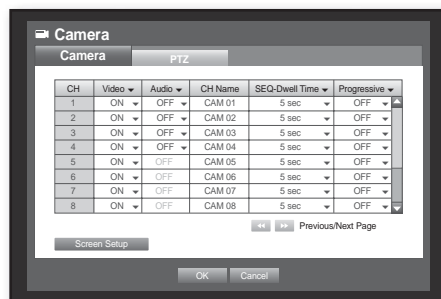 Camera
Camera PTZ
CH Video Audio CH Name SEQ-Dwell Time Progressive
1 ON OFF CAM 01 5 sec OFF
2 ON OFF CAM 02 5 sec OFF
3 ON OFF CAM 03 5 sec OFF
4 ON OFF CAM 04 5 sec OFF
5 ON OFF CAM 05 5 sec OFF
6 ON OFF CAM 06 5 sec OFF
7 ON OFF CAM 07 5 sec OFF
8 ON OFF CAM 08 5 sec OFF
Previous/Next Page
Screen Setup
OK Cancel